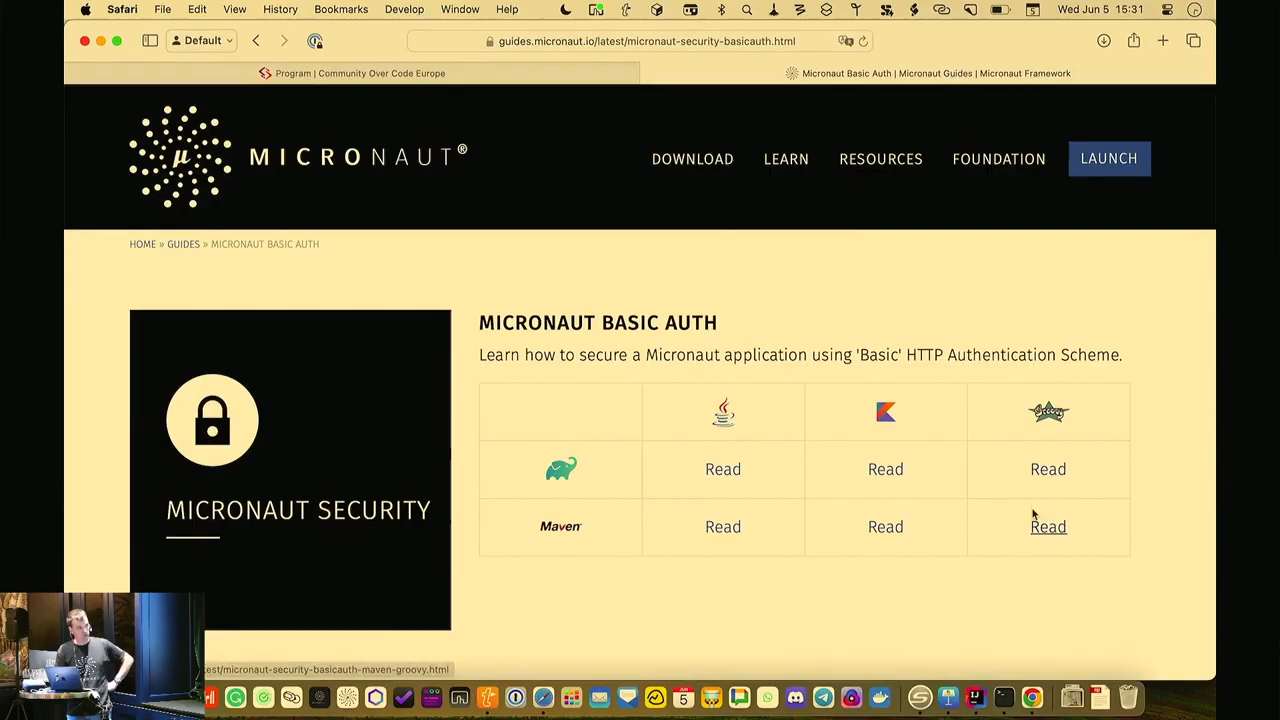 Safari File Edit View History Bookmarks Develop Window Help Wed Jun 5 15:31
Default guides.micronaut.io/latest/micronaut-security-basicauth.html
Program | Community Over Code Europe Micronaut Basic Auth | Micronaut Guides | Micronaut Framework
µ MICRONAUT® DOWNLOAD LEARN RESOURCES FOUNDATION LAUNCH
HOME » GUIDES » MICRONAUT BASIC AUTH
MICRONAUT SECURITY
MICRONAUT BASIC AUTH
Learn how to secure a Micronaut application using 'Basic' HTTP Authentication Scheme.
Groovy
Read Read Read
Maven Read Read Read
test/micronaut-security-basicauth-maven-groovy.html